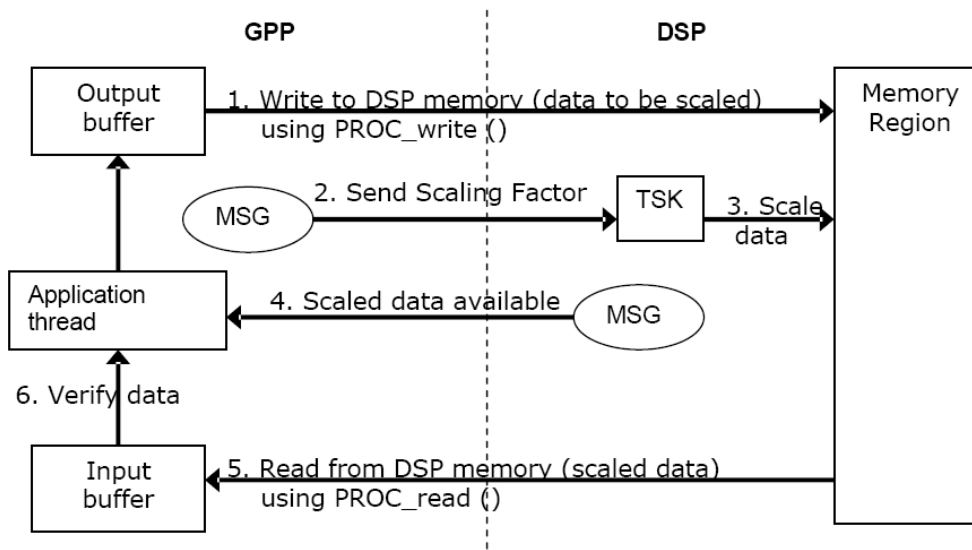 GPP
DSP
Output
buffer
1. Write to DSP memory (data to be scaled)
using PROC_write ()
Memory
Region
MSG
2. Send Scaling Factor
TSK
3. Scale
data
Application
thread
4. Scaled data available
MSG
6. Verify data
Input
buffer
5. Read from DSP memory (scaled data)
using PROC_read ()